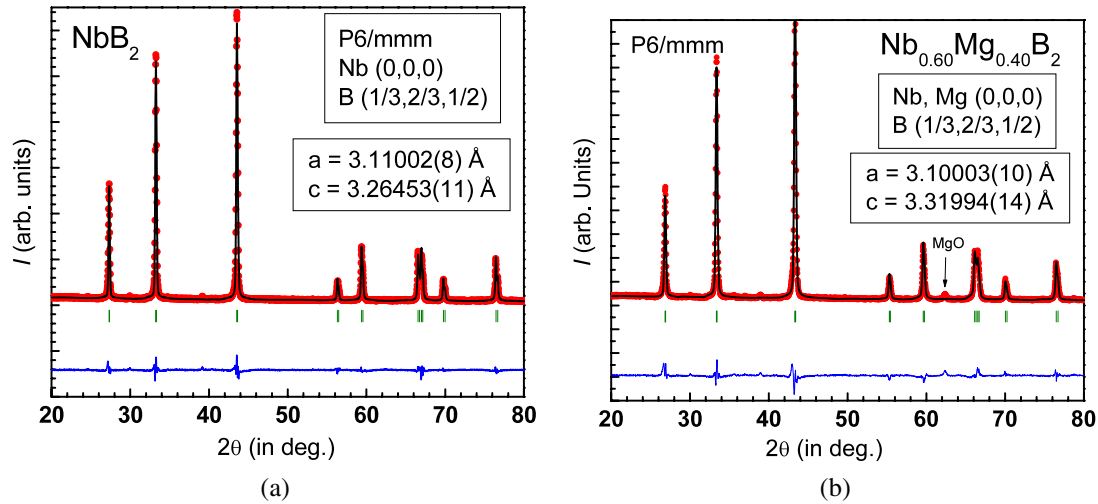 NbB₂
P6/mmm
Nb (0,0,0)
B (1/3,2/3,1/2)
a = 3.11002(8) Å
c = 3.26453(11) Å
I (arb. units)
20 30 40 50 60 70 80
2θ (in deg.)
(a)
P6/mmm
Nb₀.₆₀Mg₀.₄₀B₂
Nb, Mg (0,0,0)
B (1/3,2/3,1/2)
a = 3.10003(10) Å
c = 3.31994(14) Å
MgO
I (arb. Units)
20 30 40 50 60 70 80
2θ (in deg.)
(b)